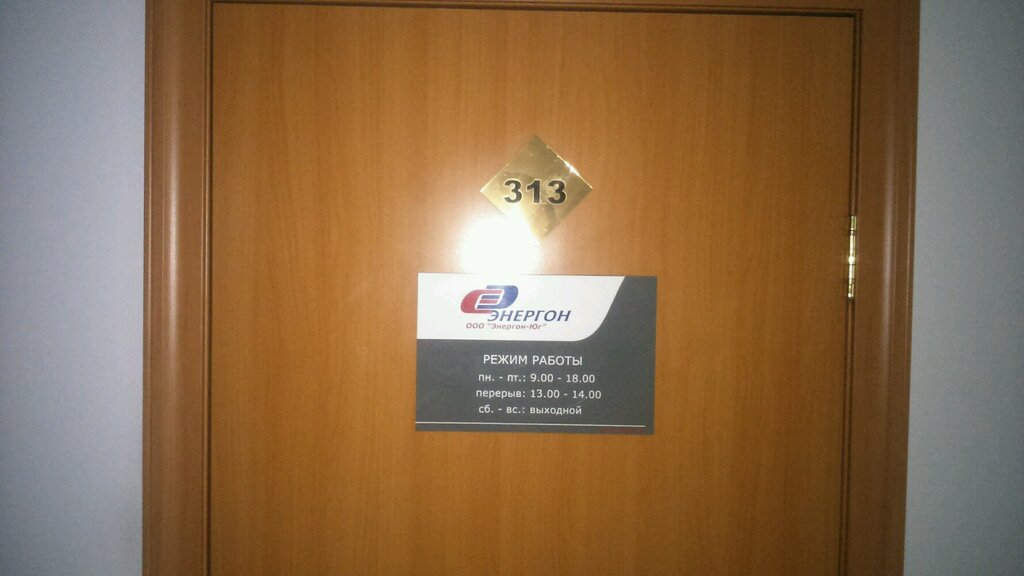 313
ЭНЕРГОН
ООО "Энергон-Юг"
РЕЖИМ РАБОТЫ
пн. - пт.: 9.00 - 18.00
перерыв: 13.00 - 14.00
сб. - вс.: выходной